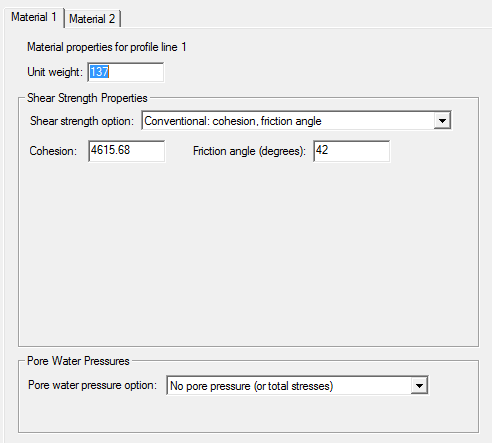 Material 1 Material 2
Material properties for profile line 1
Unit weight: 137
Shear Strength Properties
Shear strength option: Conventional: cohesion, friction angle
Cohesion: 4615.68 Friction angle (degrees): 42
Pore Water Pressures
Pore water pressure option: No pore pressure (or total stresses)